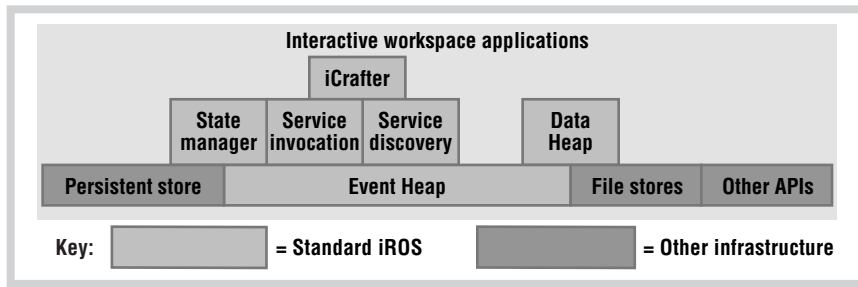 Interactive workspace applications
iCrafter
State
manager
Service
invocation
Service
discovery
Data
Heap
Persistent store
Event Heap
File stores
Other APIs
Key:
= Standard iROS
= Other infrastructure